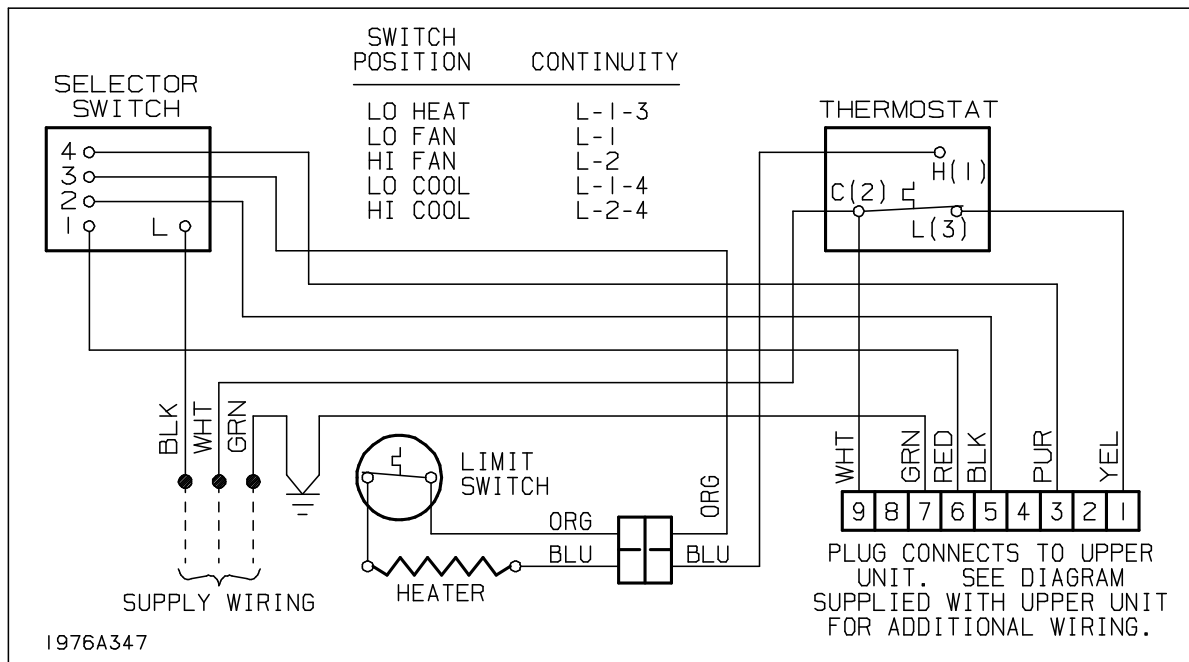 SWITCH
POSITION CONTINUITY
LO HEAT L-1-3
LO FAN L-1
HI FAN L-2
LO COOL L-1-4
HI COOL L-2-4
SELECTOR
SWITCH
4
3
2
1 L
THERMOSTAT
H(1)
C(2)
L(3)
BLK
WHT
GRN
SUPPLY WIRING
LIMIT
SWITCH
ORG
BLU
HEATER
ORG
BLU
WHT
GRN
RED
BLK
PUR
YEL
9 8 7 6 5 4 3 2 1
PLUG CONNECTS TO UPPER
UNIT. SEE DIAGRAM
SUPPLIED WITH UPPER UNIT
FOR ADDITIONAL WIRING.
1976A347